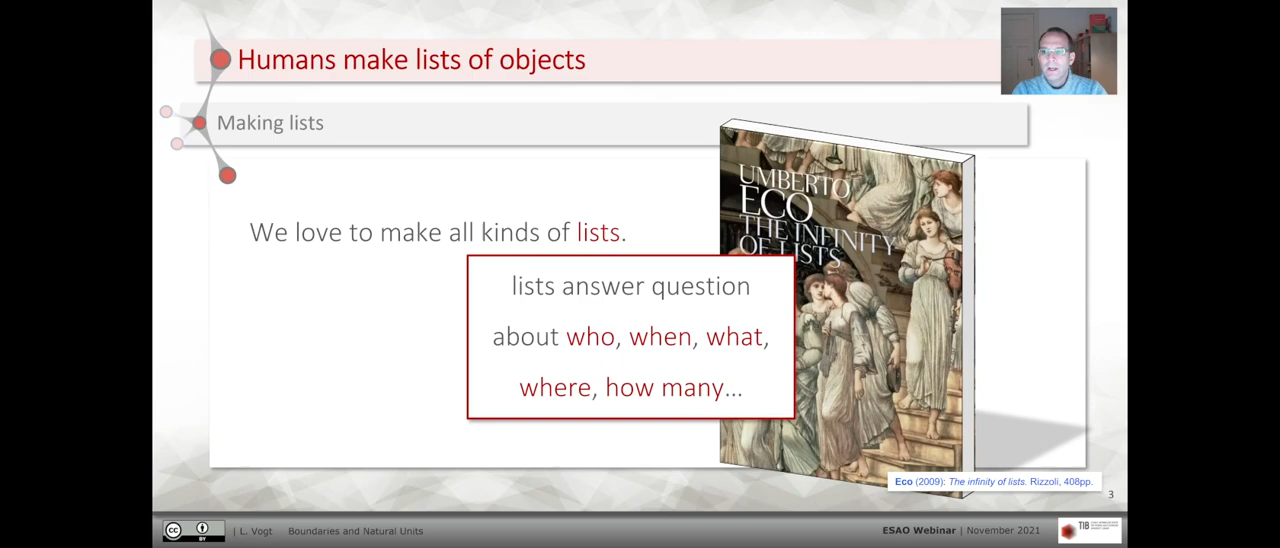 Humans make lists of objects
Making lists
We love to make all kinds of lists.
lists answer question
about who, when, what,
where, how many...
UMBERTO
ECO
THE INFINITY
OF LISTS
Eco (2009): The infinity of lists. Rizzoli, 408pp.
3
cc
BY
| L. Vogt Boundaries and Natural Units
ESAO Webinar | November 2021
TIB